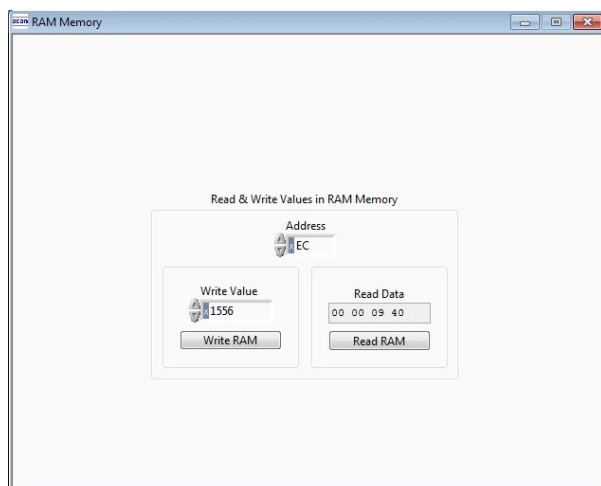 RAM Memory
Read & Write Values in RAM Memory
Address
x EC
Write Value
x 1556
Write RAM
Read Data
00 00 09 40
Read RAM